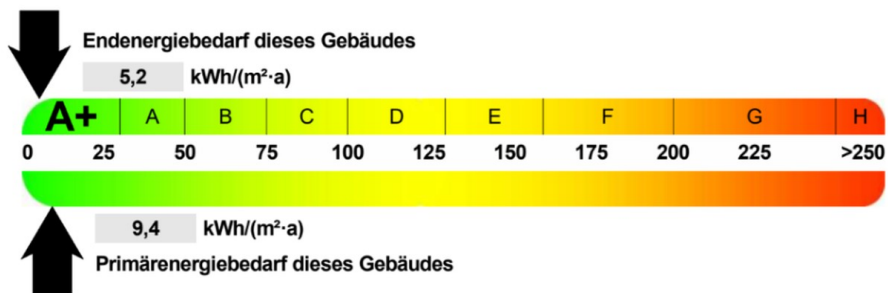 Endenergiebedarf dieses Gebäudes
5,2 kWh/(m²·a)
A+ A B C D E F G H
0 25 50 75 100 125 150 175 200 225 >250
9,4 kWh/(m²·a)
Primärenergiebedarf dieses Gebäudes